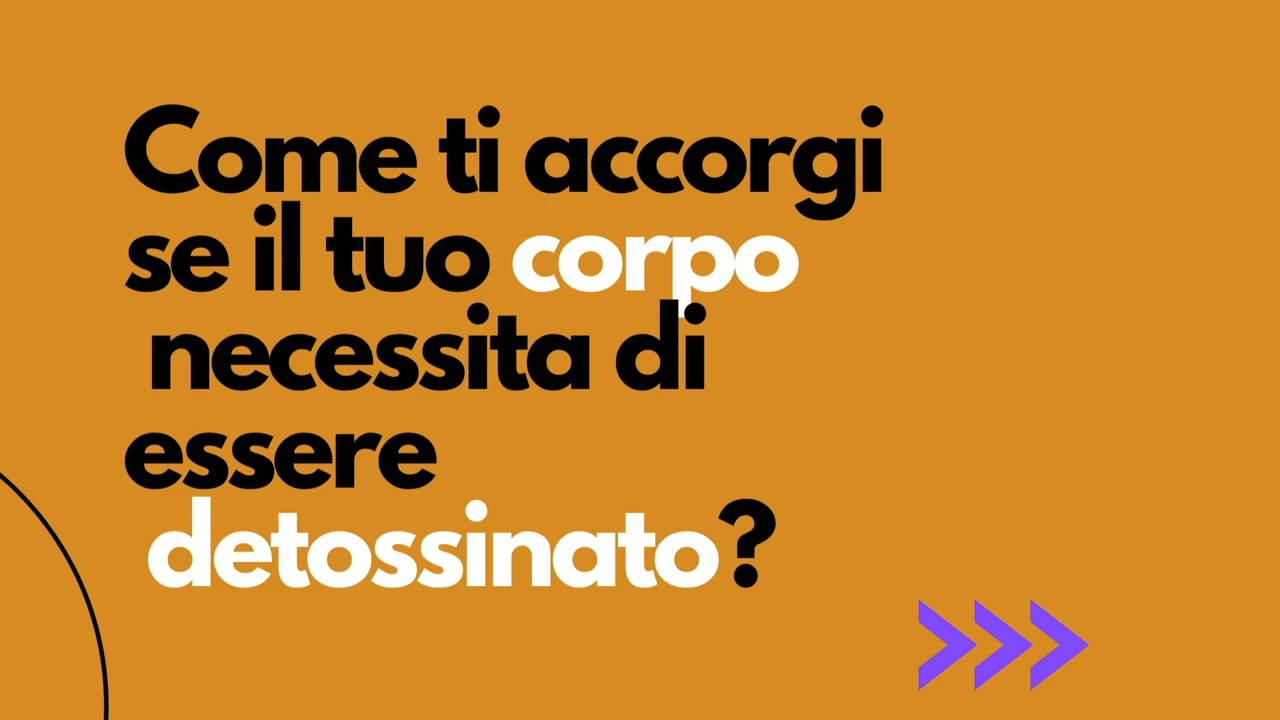 Come ti accorgi
se il tuo corpo
necessita di
essere
detossinato?